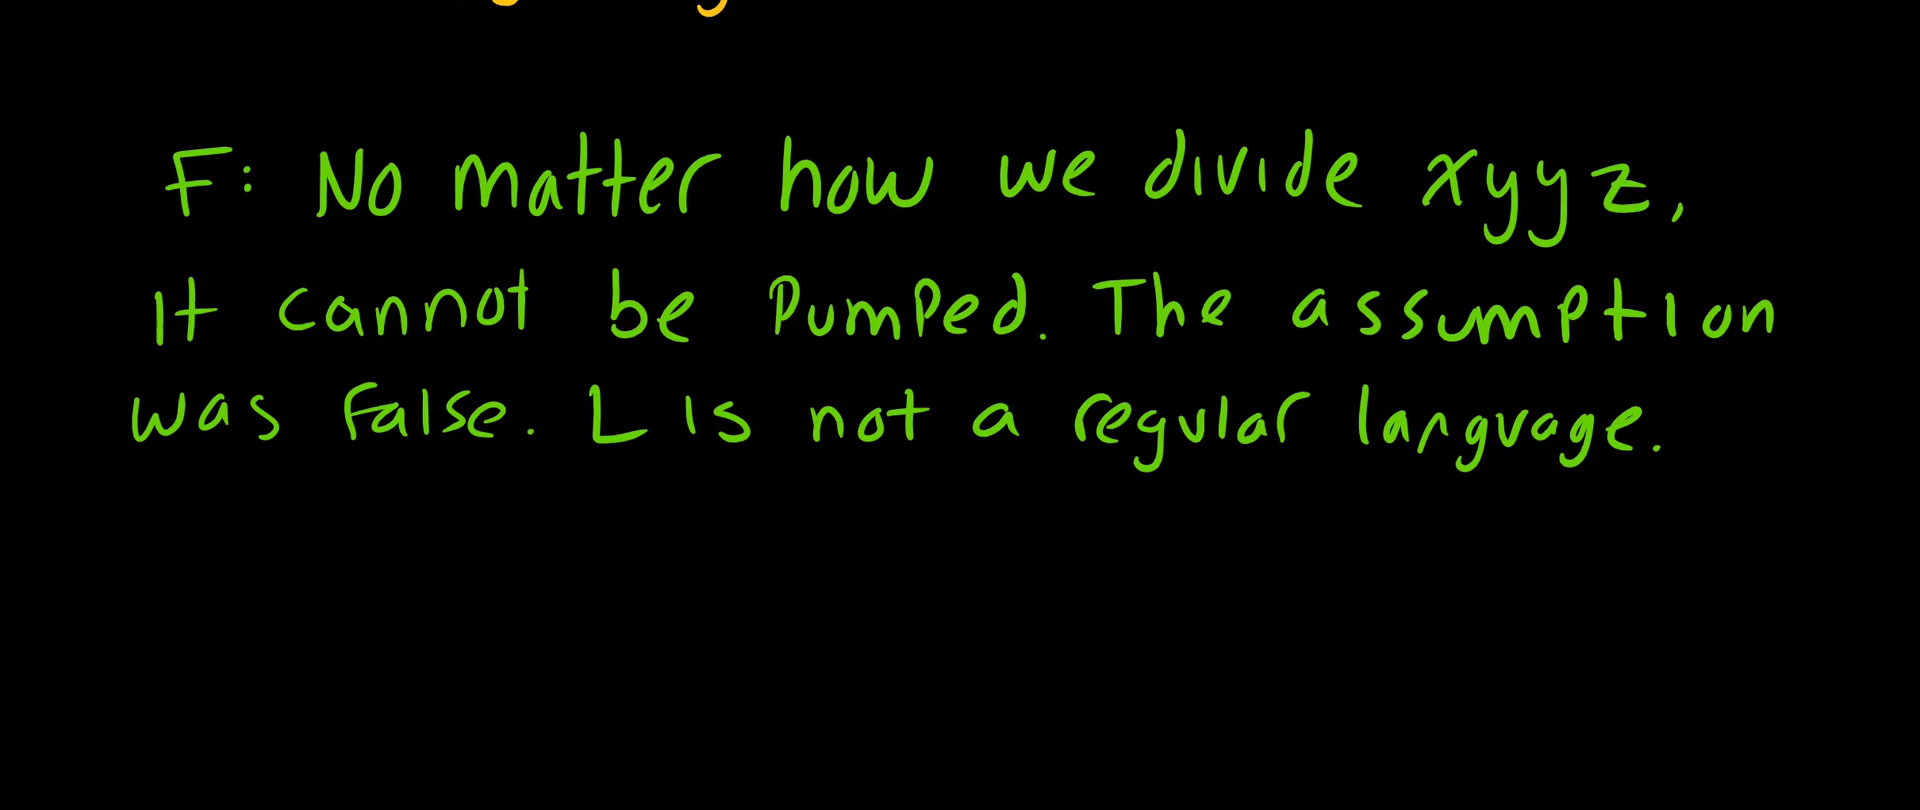 F: No matter how we divide xyyz,
it cannot be pumped. The assumption
was false. L is not a regular language.